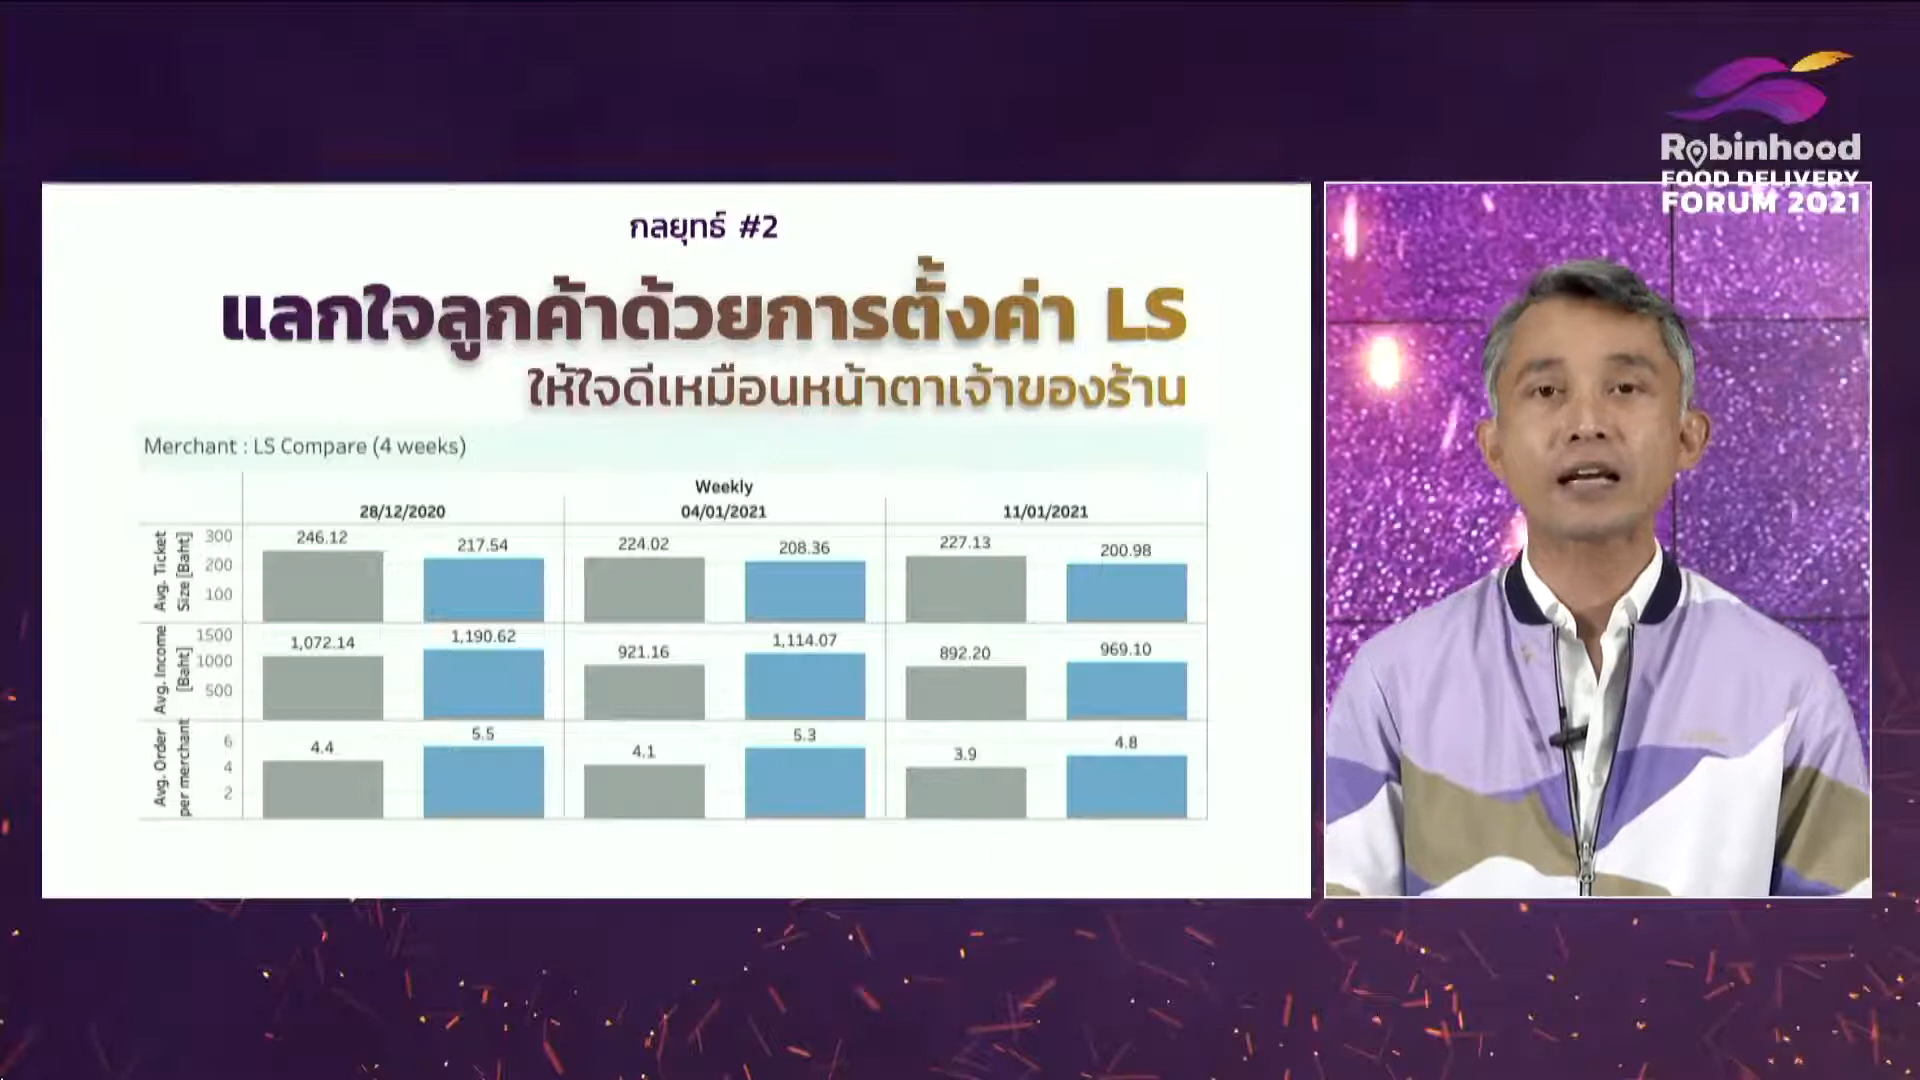 Robinhood
FOOD DELIVERY
FORUM 2021
กลยุทธ์ #2
แลกใจลูกค้าด้วยการตั้งค่า LS
ให้ใจดีเหมือนหน้าตาเจ้าของร้าน
Merchant : LS Compare (4 weeks)
Weekly
28/12/2020 04/01/2021 11/01/2021
Avg. Ticket
Size [Baht]
300
200
100
246.12 217.54 224.02 208.36 227.13 200.98
Avg. Income
[Baht]
1500
1000
500
1,072.14 1,190.62 921.16 1,114.07 892.20 969.10
Avg. Order
per merchant
6
4
2
4.4 5.5 4.1 5.3 3.9 4.8